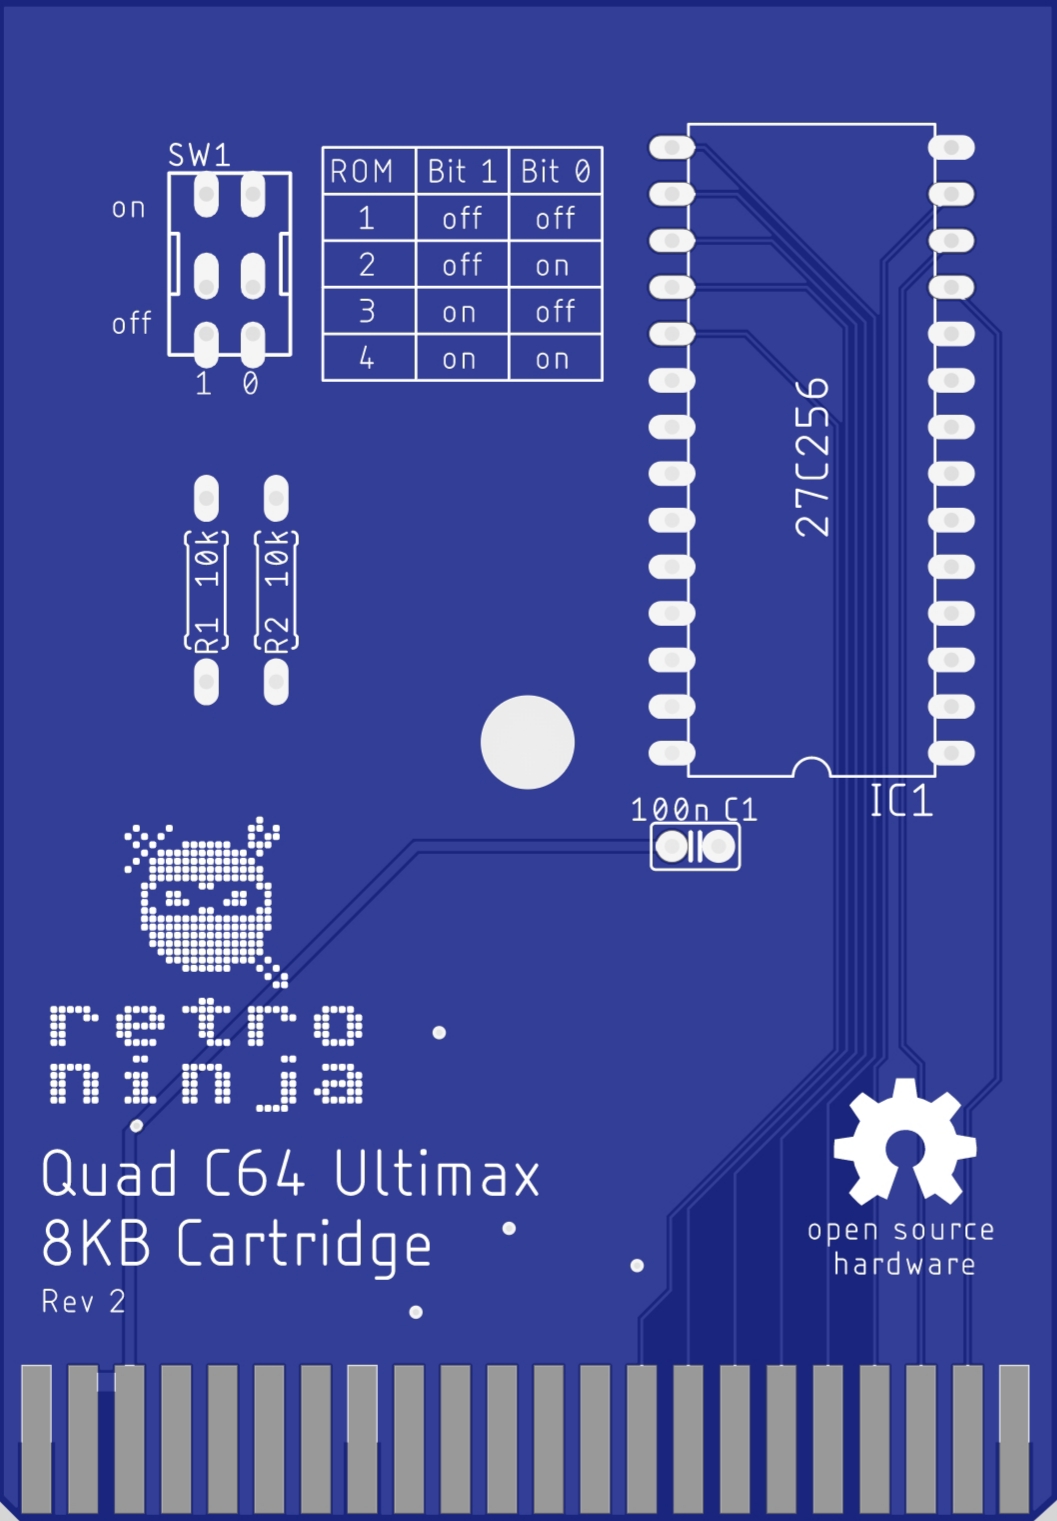 SW1
on
off
1 0
ROM Bit 1 Bit 0
1 off off
2 off on
3 on off
4 on on
27C256
R1 10k
R2 10k
IC1
100n C1
retro
ninja
Quad C64 Ultimax
8KB Cartridge
Rev 2
open source
hardware